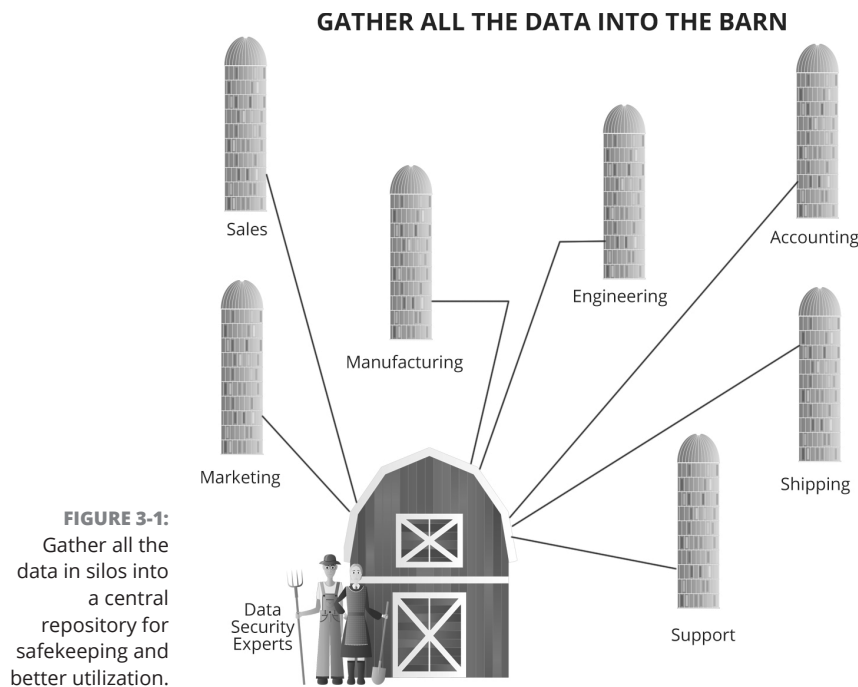 GATHER ALL THE DATA INTO THE BARN
Sales
Accounting
Engineering
Manufacturing
Marketing
Shipping
Support
Data
Security
Experts
FIGURE 3-1:
Gather all the
data in silos into
a central
repository for
safekeeping and
better utilization.